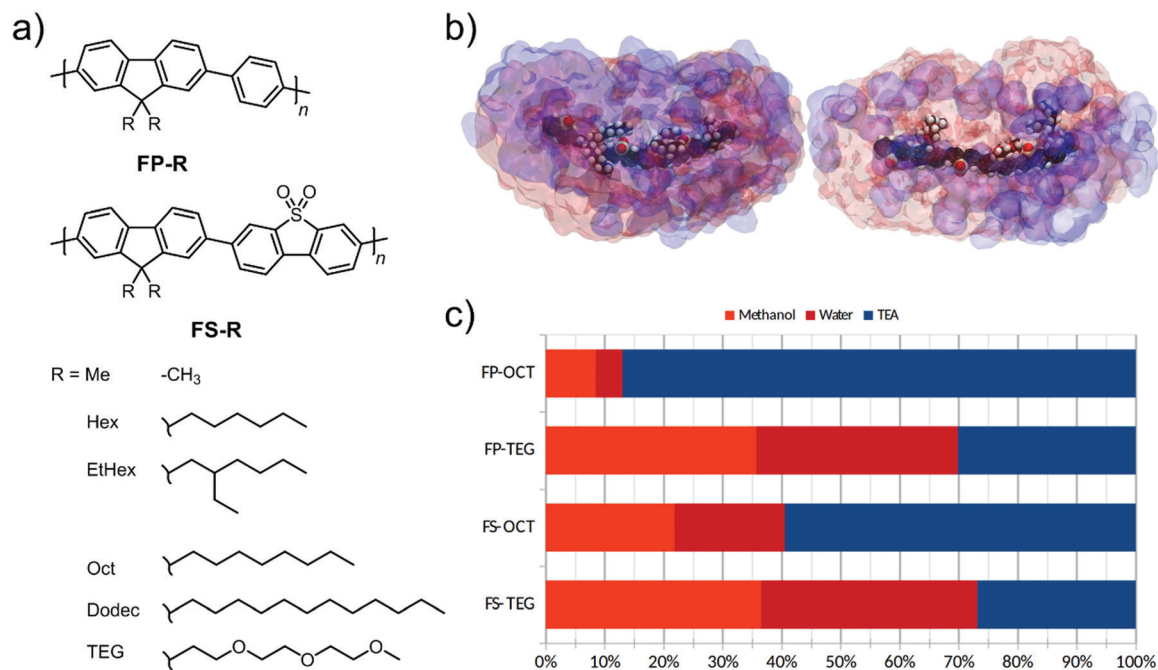 a)
R R
n
FP-R
O O
S
R R
n
FS-R
R = Me -CH₃
Hex
EtHex
Oct
Dodec
TEG O O O
b)
c)
Methanol Water TEA
FP-OCT
FP-TEG
FS-OCT
FS-TEG
0% 10% 20% 30% 40% 50% 60% 70% 80% 90% 100%